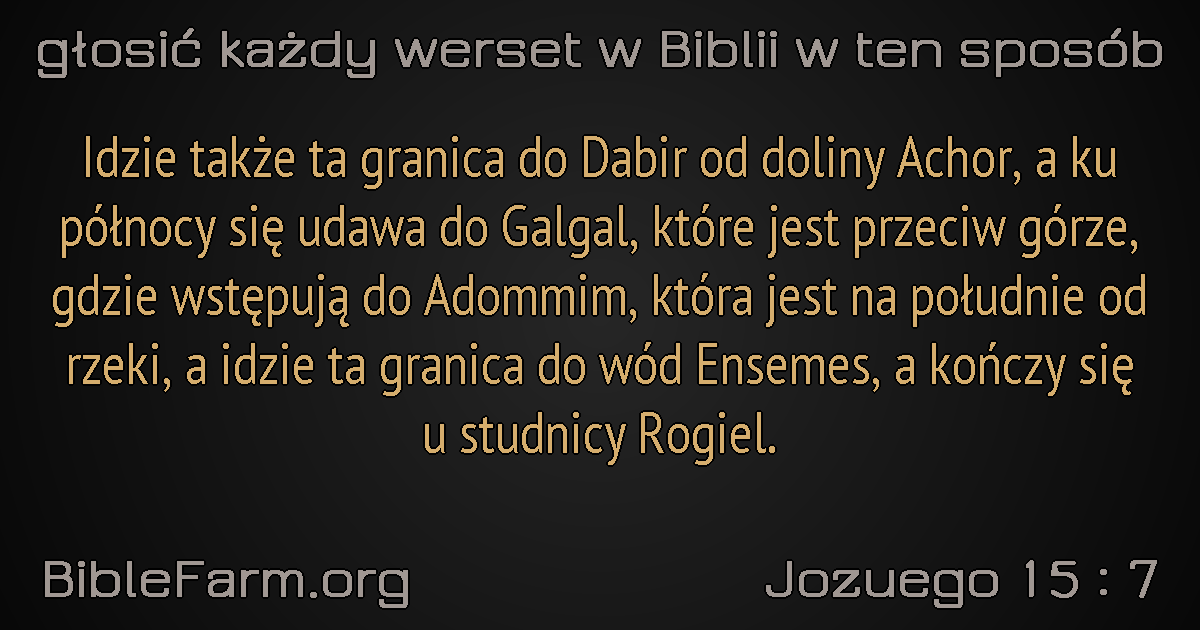 głosić każdy werset w Biblii w ten sposób
Idzie także ta granica do Dabir od doliny Achor, a ku
północy się udawa do Galgal, które jest przeciw górze,
gdzie wstępują do Adommim, która jest na południe od
rzeki, a idzie ta granica do wód Ensemes, a kończy się
u studnicy Rogiel.
BibleFarm.org
Jozuego 15 : 7